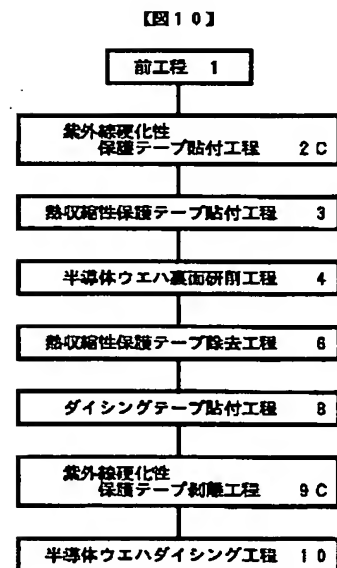 【図10】
前工程 1
紫外線硬化性
保護テープ貼付工程 2C
熱収縮性保護テープ貼付工程 3
半導体ウエハ裏面研削工程 4
熱収縮性保護テープ除去工程 6
ダイシングテープ貼付工程 8
紫外線硬化性
保護テープ剥離工程 9C
半導体ウエハダイシング工程 10